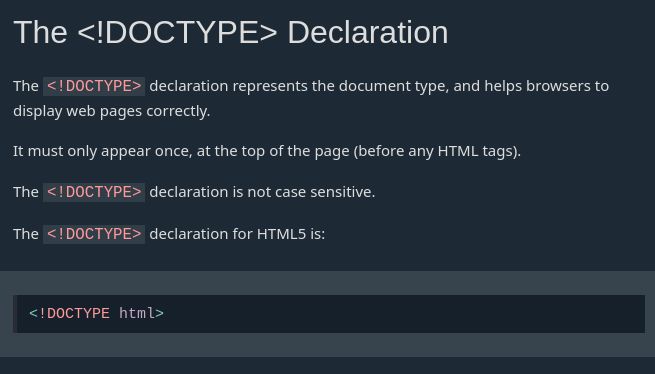 The <!DOCTYPE> Declaration
The <!DOCTYPE> declaration represents the document type, and helps browsers to
display web pages correctly.
It must only appear once, at the top of the page (before any HTML tags).
The <!DOCTYPE> declaration is not case sensitive.
The <!DOCTYPE> declaration for HTML5 is:
<!DOCTYPE html>